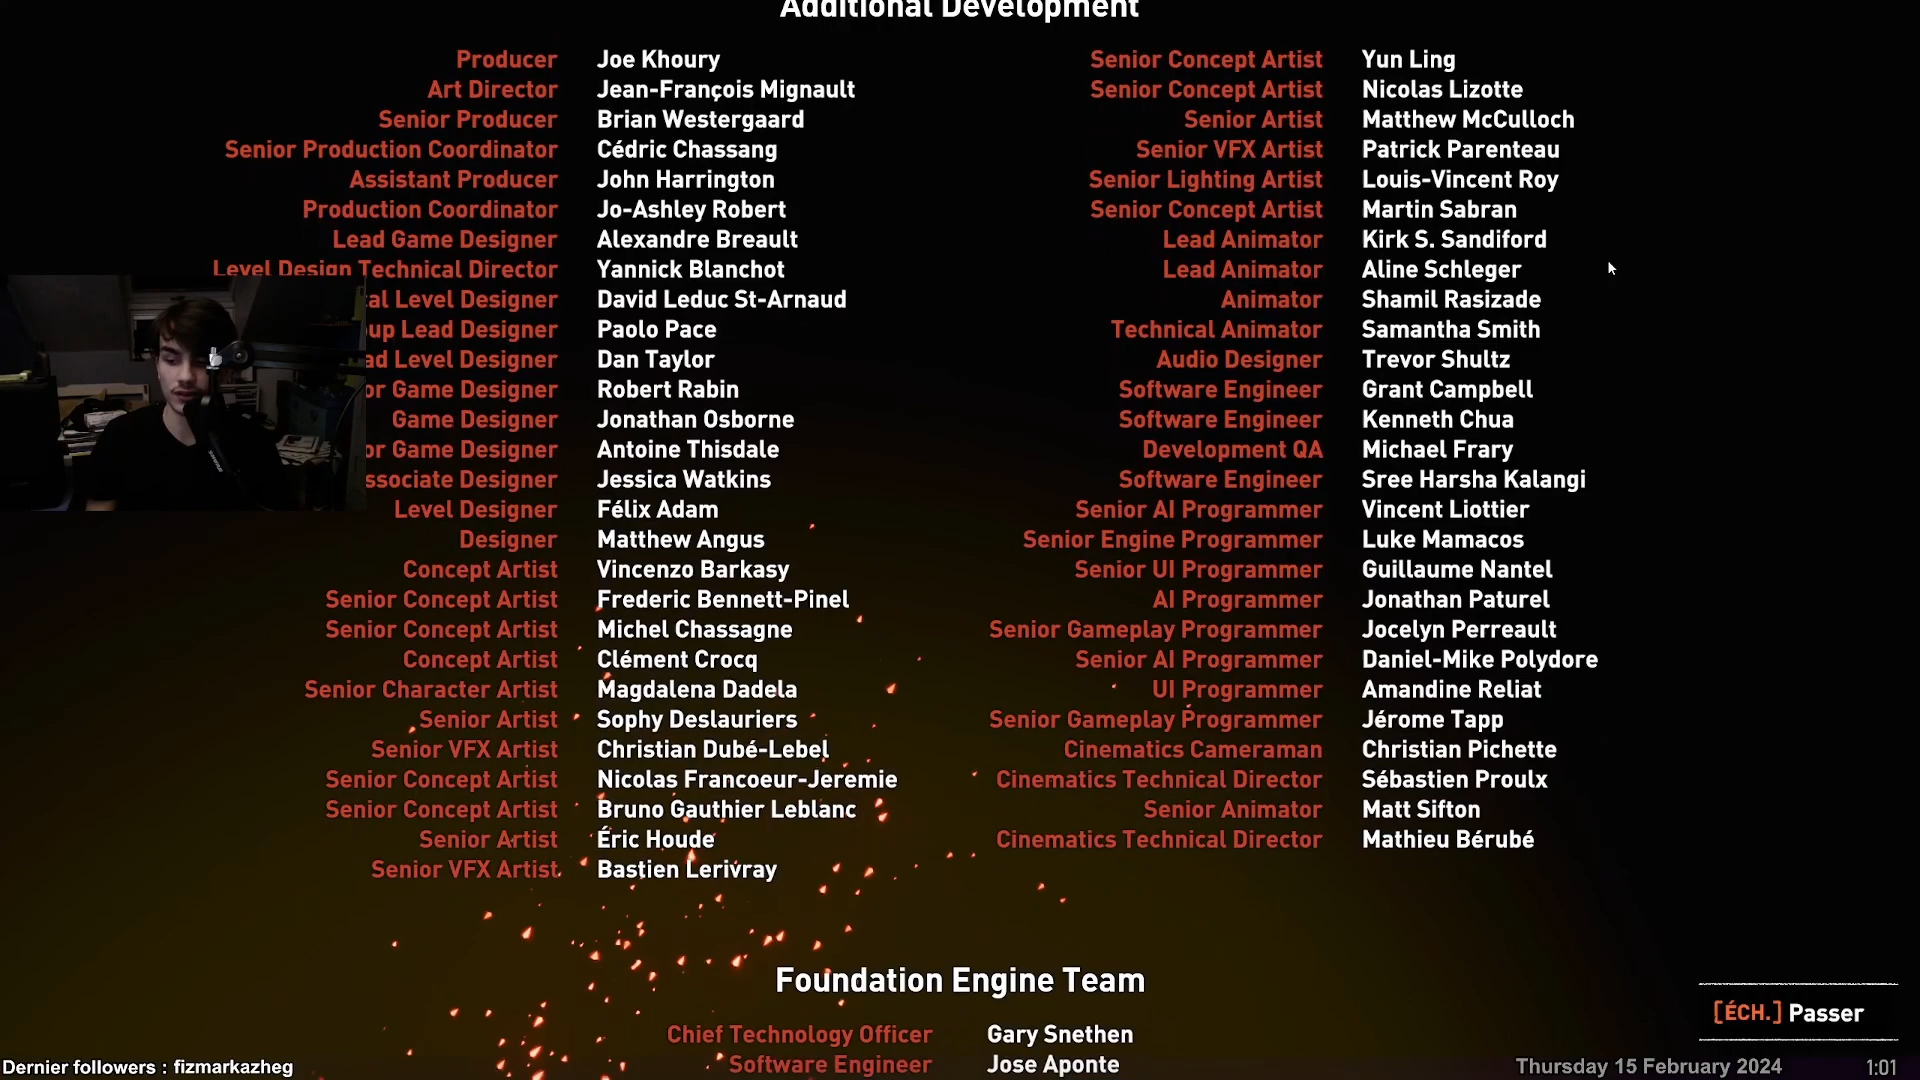 Additional Development
Producer Joe Khoury
Art Director Jean-François Mignault
Senior Producer Brian Westergaard
Senior Production Coordinator Cédric Chassang
Assistant Producer John Harrington
Production Coordinator Jo-Ashley Robert
Lead Game Designer Alexandre Breault
Level Design Technical Director Yannick Blanchot
Level Designer David Leduc St-Arnaud
Lead Designer Paolo Pace
Level Designer Dan Taylor
Game Designer Robert Rabin
Game Designer Jonathan Osborne
Game Designer Antoine Thisdale
Designer Jessica Watkins
Level Designer Félix Adam
Designer Matthew Angus
Concept Artist Vincenzo Barkasy
Senior Concept Artist Frederic Bennett-Pinel
Senior Concept Artist Michel Chassagne
Concept Artist Clément Crocq
Senior Character Artist Magdalena Dadela
Senior Artist Sophy Deslauriers
Senior VFX Artist Christian Dubé-Lebel
Senior Concept Artist Nicolas Francoeur-Jeremie
Senior Concept Artist Bruno Gauthier Leblanc
Senior Artist Éric Houde
Senior VFX Artist Bastien Lerivray
Senior Concept Artist Yun Ling
Senior Concept Artist Nicolas Lizotte
Senior Artist Matthew McCulloch
Senior VFX Artist Patrick Parenteau
Senior Lighting Artist Louis-Vincent Roy
Senior Concept Artist Martin Sabran
Lead Animator Kirk S. Sandiford
Lead Animator Aline Schleger
Animator Shamil Rasizade
Technical Animator Samantha Smith
Audio Designer Trevor Shultz
Software Engineer Grant Campbell
Software Engineer Kenneth Chua
Development QA Michael Frary
Software Engineer Sree Harsha Kalangi
Senior AI Programmer Vincent Liottier
Senior Engine Programmer Luke Mamacos
Senior UI Programmer Guillaume Nantel
AI Programmer Jonathan Paturel
Senior Gameplay Programmer Jocelyn Perreault
Senior AI Programmer Daniel-Mike Polydore
UI Programmer Amandine Reliat
Senior Gameplay Programmer Jérome Tapp
Cinematics Cameraman Christian Pichette
Cinematics Technical Director Sébastien Proulx
Senior Animator Matt Sifton
Cinematics Technical Director Mathieu Bérubé
Foundation Engine Team
Chief Technology Officer Gary Snethen
Software Engineer Jose Aponte
[ÉCH.] Passer
Dernier followers : fizmarkazheg
Thursday 15 February 2024 1:01